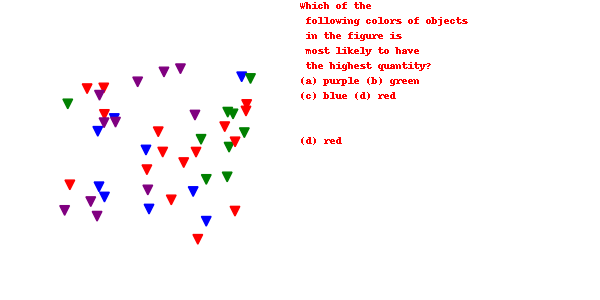 Which of the
following colors of objects
in the figure is
most likely to have
the highest quantity?
(a) purple (b) green
(c) blue (d) red
(d) red